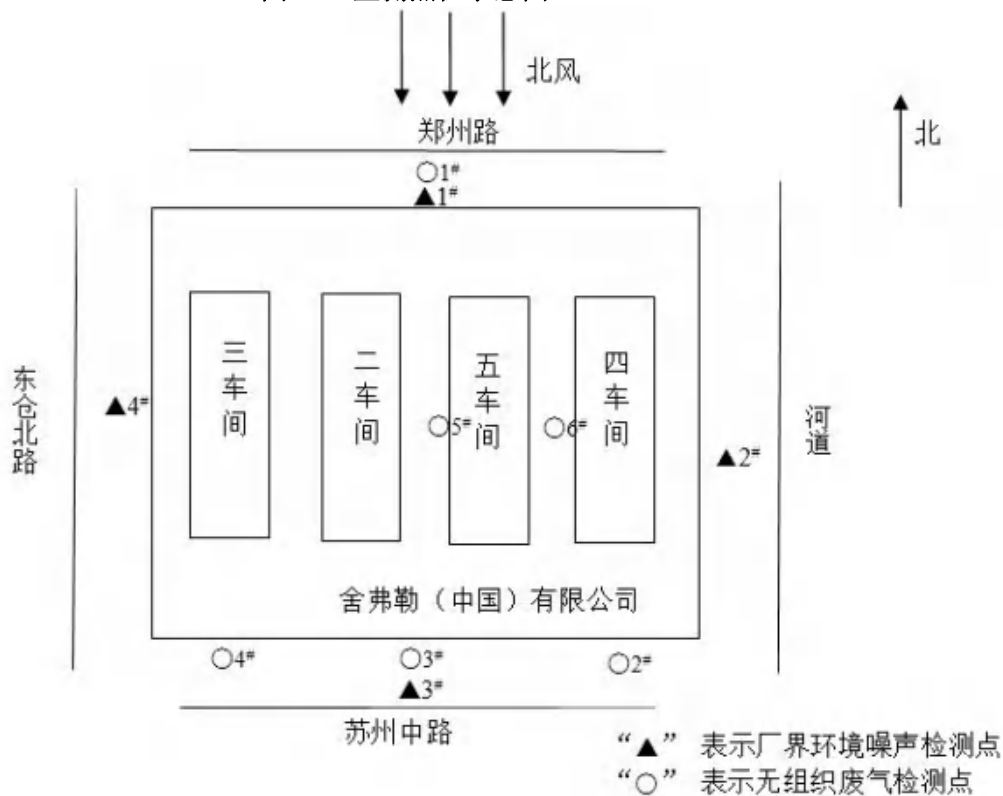 北风
北
郑州路
○1#
▲1#
三车间
二车间
五车间
四车间
东仓北路
▲4#
○5#
○6#
▲2#
河道
舍弗勒（中国）有限公司
○4#
○3#
○2#
▲3#
苏州中路
“▲” 表示厂界环境噪声检测点
“○” 表示无组织废气检测点